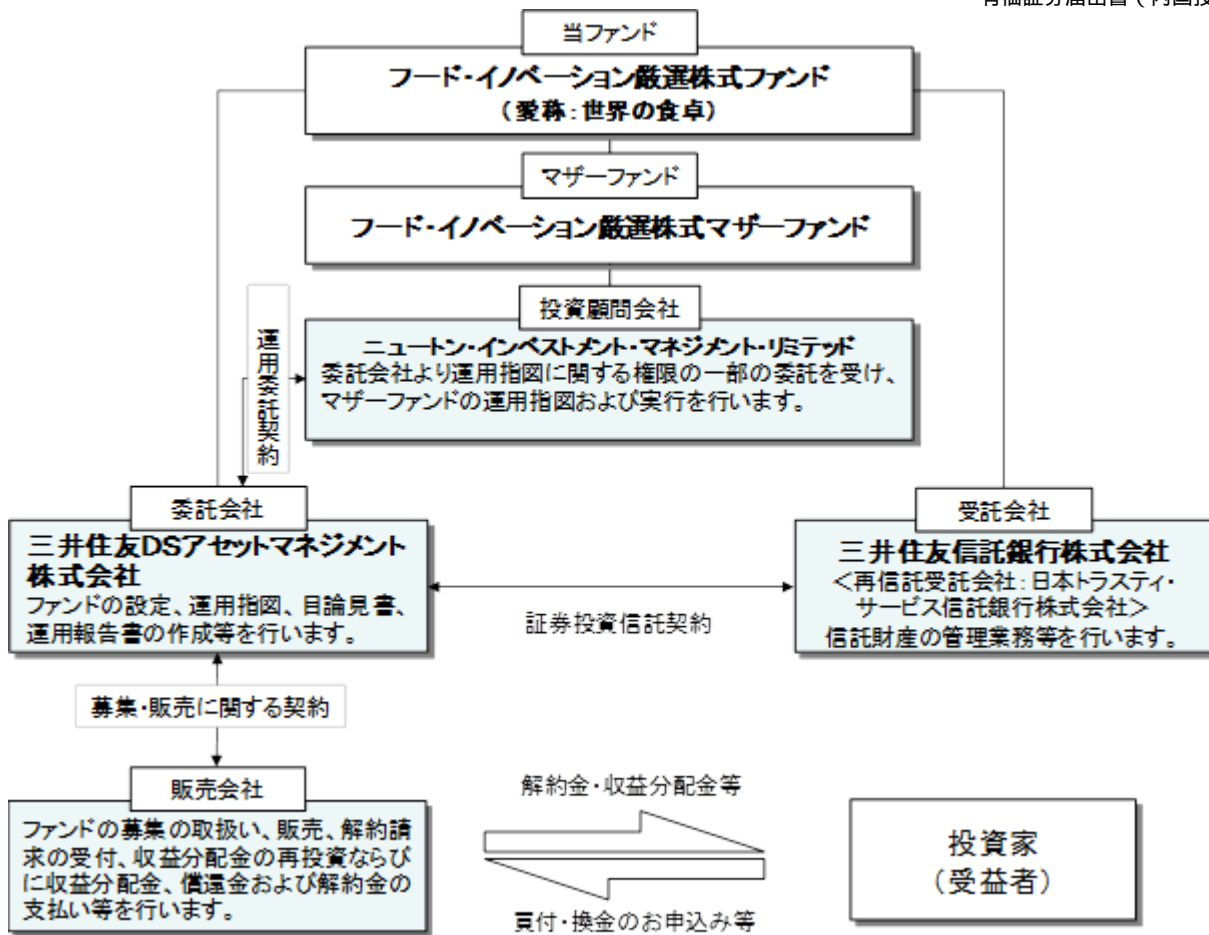 有価証券届出書（内国投
当ファンド
フード・イノベーション厳選株式ファンド
（愛称：世界の食卓）
マザーファンド
フード・イノベーション厳選株式マザーファンド
投資顧問会社
ニュートン・インベストメント・マネジメント・リミテッド
委託会社より運用指図に関する権限の一部の委託を受け、
マザーファンドの運用指図および実行を行います。
運用委託契約
委託会社
三井住友DSアセットマネジメント
株式会社
ファンドの設定、運用指図、目論見書、
運用報告書の作成等を行います。
証券投資信託契約
受託会社
三井住友信託銀行株式会社
＜再信託受託会社：日本トラスティ・
サービス信託銀行株式会社＞
信託財産の管理業務等を行います。
募集・販売に関する契約
販売会社
ファンドの募集の取扱い、販売、解約請
求の受付、収益分配金の再投資ならび
に収益分配金、償還金および解約金の
支払い等を行います。
解約金・収益分配金等
買付・換金のお申込み等
投資家
（受益者）